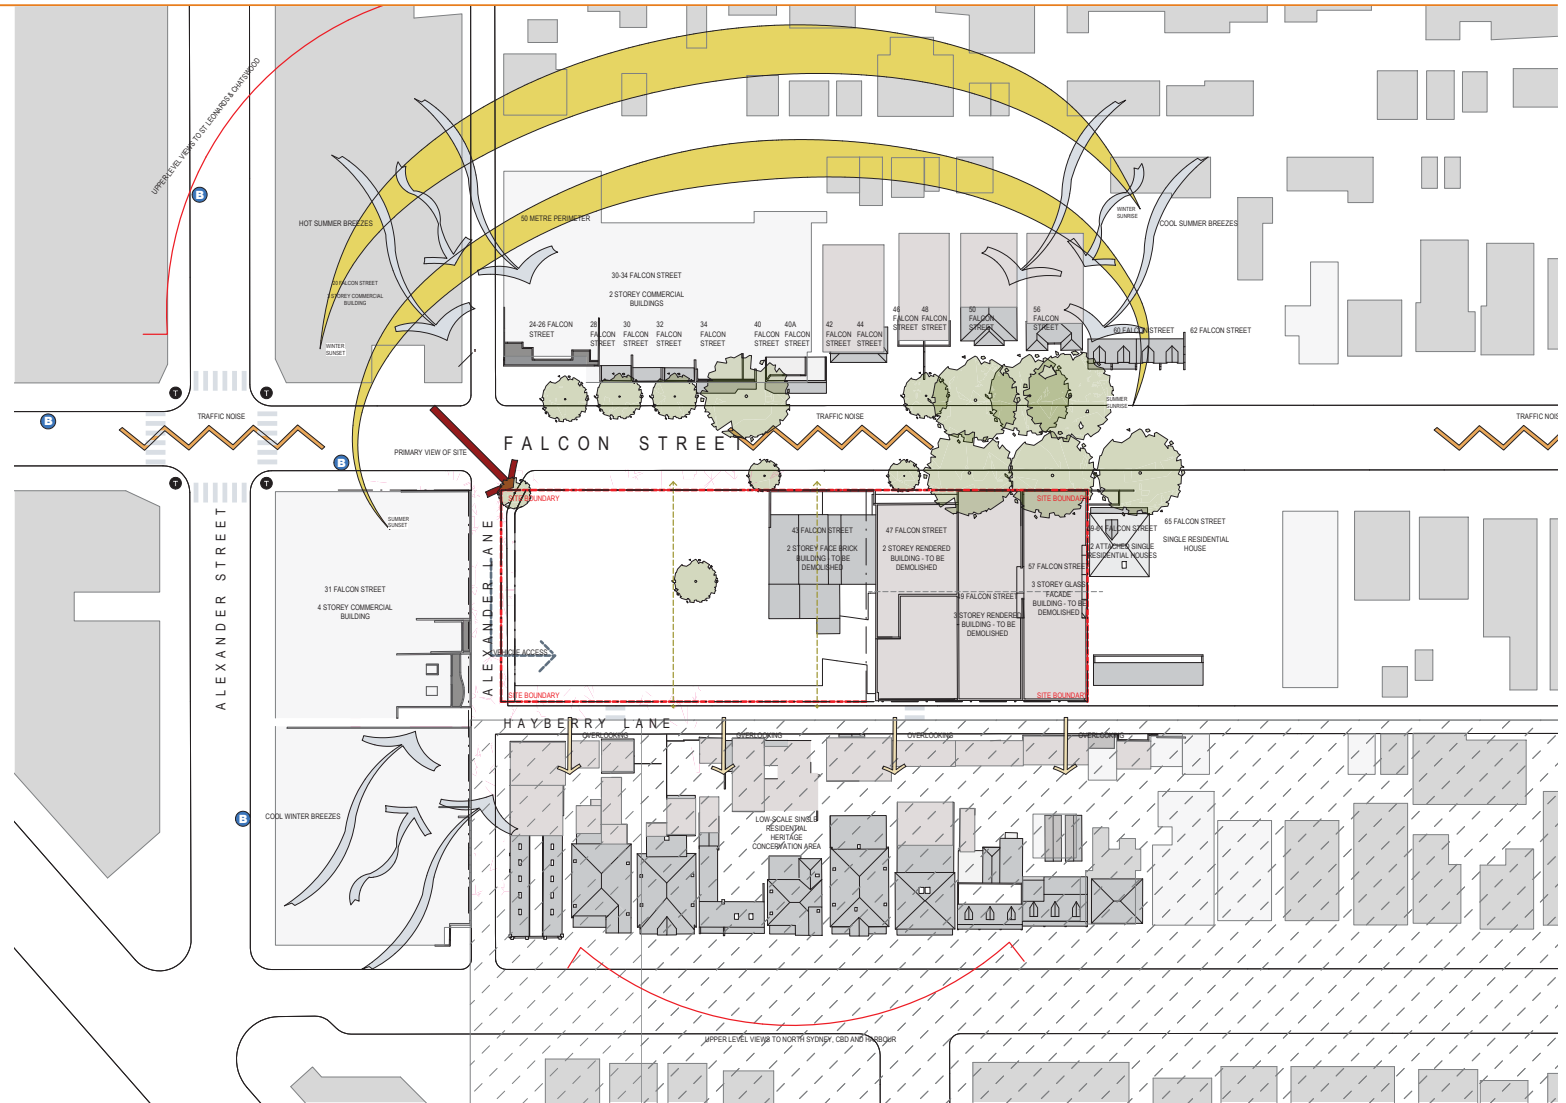 UPPER LEVEL VIEWS TO ST LEONARDS & CHATSWOOD
B
HOT SUMMER BREEZES
50 METRE PERIMETER
WINTER
SUNRISE
COOL SUMMER BREEZES
30-34 FALCON STREET
2 STOREY COMMERCIAL
BUILDINGS
FALCON STREET
STOREY COMMERCIAL
BUILDING
24-26 FALCON
STREET
28
FALCON
STREET
30
FALCON
STREET
32
FALCON
STREET
34
FALCON
STREET
40
FALCON
STREET
40A
FALCON
STREET
42
FALCON
STREET
44
FALCON
STREET
46
FALCON
STREET
48
FALCON
STREET
50
FALCON
STREET
56
FALCON
STREET
60 FALCON STREET
62 FALCON STREET
WINTER
SUNSET
T
T
SUMMER
SUNRISE
B
TRAFFIC NOISE
TRAFFIC NOISE
TRAFFIC NOISE
FALCON STREET
PRIMARY VIEW OF SITE
B
T
T
SITE BOUNDARY
SITE BOUNDARY
SUMMER
SUNSET
43 FALCON STREET
2 STOREY FACE BRICK
BUILDING - TO BE
DEMOLISHED
47 FALCON STREET
2 STOREY RENDERED
BUILDING - TO BE
DEMOLISHED
FALCON STREET
2 ATTACHED SINGLE
RESIDENTIAL HOUSES
65 FALCON STREET
SINGLE RESIDENTIAL
HOUSE
57 FALCON STREET
3 STOREY GLASS
FACADE
BUILDING - TO BE
DEMOLISHED
FALCON STREET
3 STOREY RENDERED
BUILDING - TO BE
DEMOLISHED
31 FALCON STREET
4 STOREY COMMERCIAL
BUILDING
ALEXANDER STREET
ALEXANDER LANE
VEHICLE ACCESS
SITE BOUNDARY
SITE BOUNDARY
HAYBERRY LANE
OVERLOOKING
OVERLOOKING
OVERLOOKING
OVERLOOKING
B
COOL WINTER BREEZES
LOW-SCALE SINGLE
RESIDENTIAL
HERITAGE
CONSERVATION AREA
UPPER LEVEL VIEWS TO NORTH SYDNEY, CBD AND HARBOUR